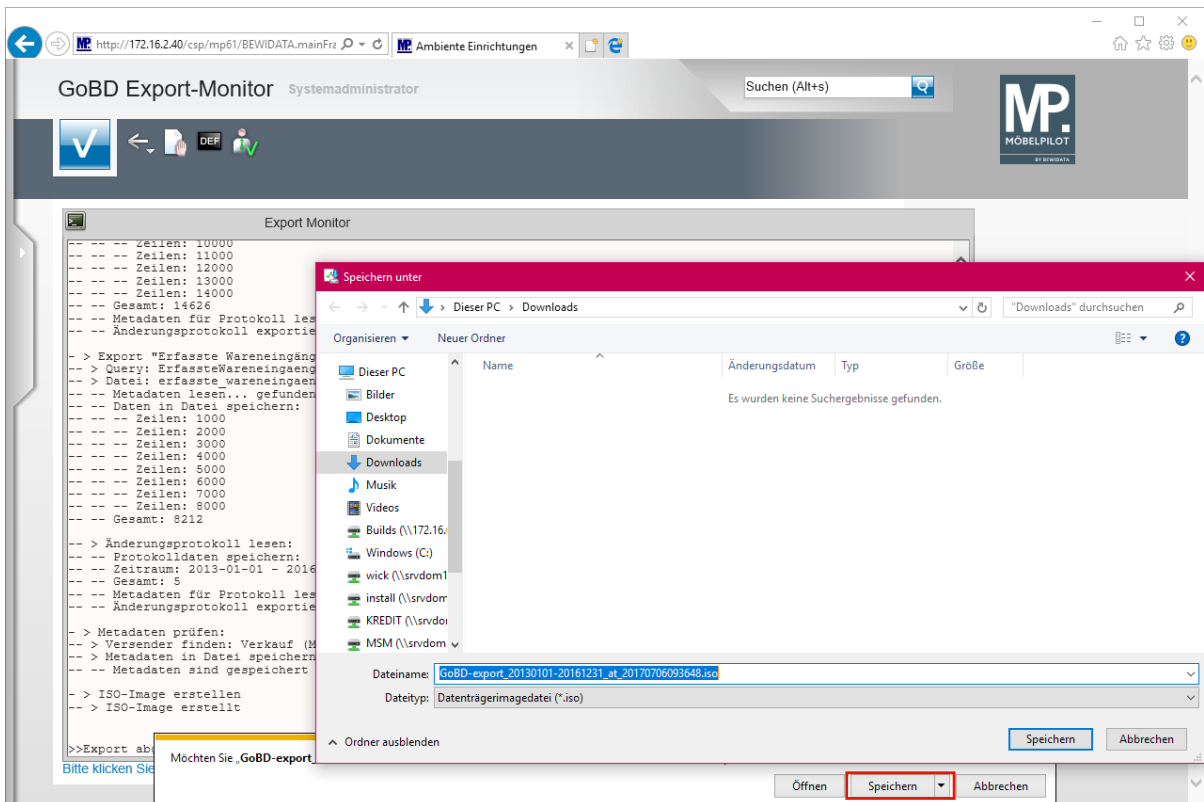 http://172.16.2.40/csp/mp61/BEWIDATA.mainFra
Ambiente Einrichtungen
GoBD Export-Monitor Systemadministrator
Suchen (Alt+s)
MP.
MÖBELPILOT
BY BEWIDATA
DEF
Export Monitor
-- -- -- Zeilen: 10000
-- -- -- Zeilen: 11000
-- -- -- Zeilen: 12000
-- -- -- Zeilen: 13000
-- -- -- Zeilen: 14000
-- -- Gesamt: 14626
-- -- Metadaten für Protokoll les
-- -- Änderungsprotokoll exportie
- > Export "Erfasste Wareneingäng
-- > Query: ErfassteWareneingaeng
-- > Datei: erfasste_wareneingaen
-- -- Metadaten lesen... gefunden
-- -- Daten in Datei speichern:
-- -- -- Zeilen: 1000
-- -- -- Zeilen: 2000
-- -- -- Zeilen: 3000
-- -- -- Zeilen: 4000
-- -- -- Zeilen: 5000
-- -- -- Zeilen: 6000
-- -- -- Zeilen: 7000
-- -- -- Zeilen: 8000
-- -- Gesamt: 8212
-- > Änderungsprotokoll lesen:
-- -- Protokolldaten speichern:
-- -- Zeitraum: 2013-01-01 - 2016
-- -- Gesamt: 5
-- -- Metadaten für Protokoll les
-- -- Änderungsprotokoll exportie
- > Metadaten prüfen:
-- > Versender finden: Verkauf (M
-- > Metadaten in Datei speichern
-- -- Metadaten sind gespeichert
- > ISO-Image erstellen
-- > ISO-Image erstellt
>>Export ab
Bitte klicken Sie
Speichern unter
Dieser PC > Downloads
"Downloads" durchsuchen
Organisieren
Neuer Ordner
Name
Änderungsdatum
Typ
Größe
Es wurden keine Suchergebnisse gefunden.
Dieser PC
Bilder
Desktop
Dokumente
Downloads
Musik
Videos
Builds (\\172.16.
Windows (C:)
wick (\\srvdom1
install (\\srvdom
KREDIT (\\srvdo
MSM (\\srvdom
Dateiname: GoBD-export_20130101-20161231_at_20170706093648.iso
Dateityp: Datenträgerimagedatei (*.iso)
Ordner ausblenden
Speichern
Abbrechen
Möchten Sie „GoBD-export_
Öffnen
Speichern
Abbrechen